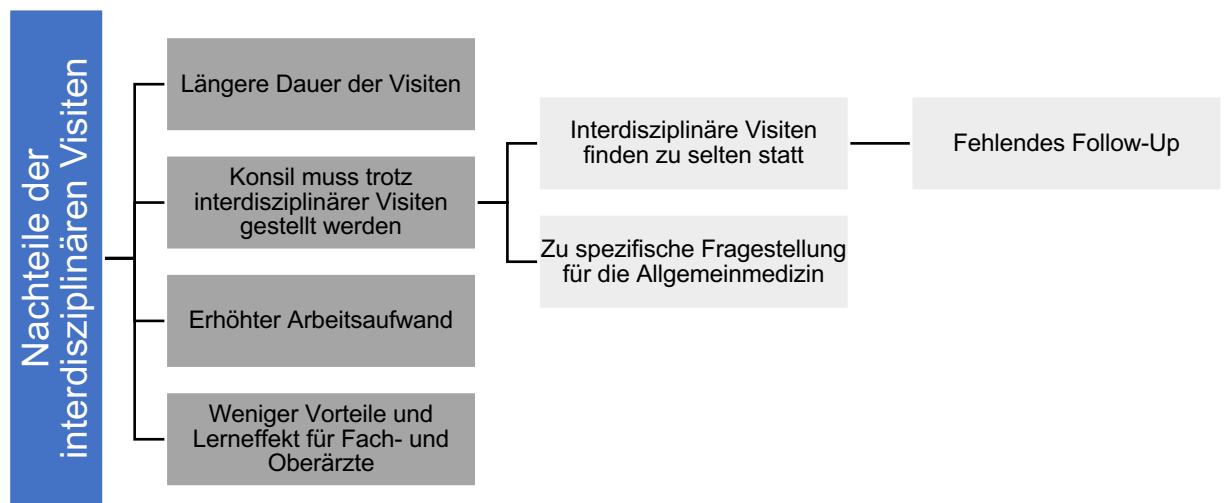 Nachteile der
interdisziplinären Visiten
Längere Dauer der Visiten
Konsil muss trotz
interdisziplinärer Visiten
gestellt werden
Erhöhter Arbeitsaufwand
Weniger Vorteile und
Lerneffekt für Fach- und
Oberärzte
Interdisziplinäre Visiten
finden zu selten statt
Zu spezifische Fragestellung
für die Allgemeinmedizin
Fehlendes Follow-Up